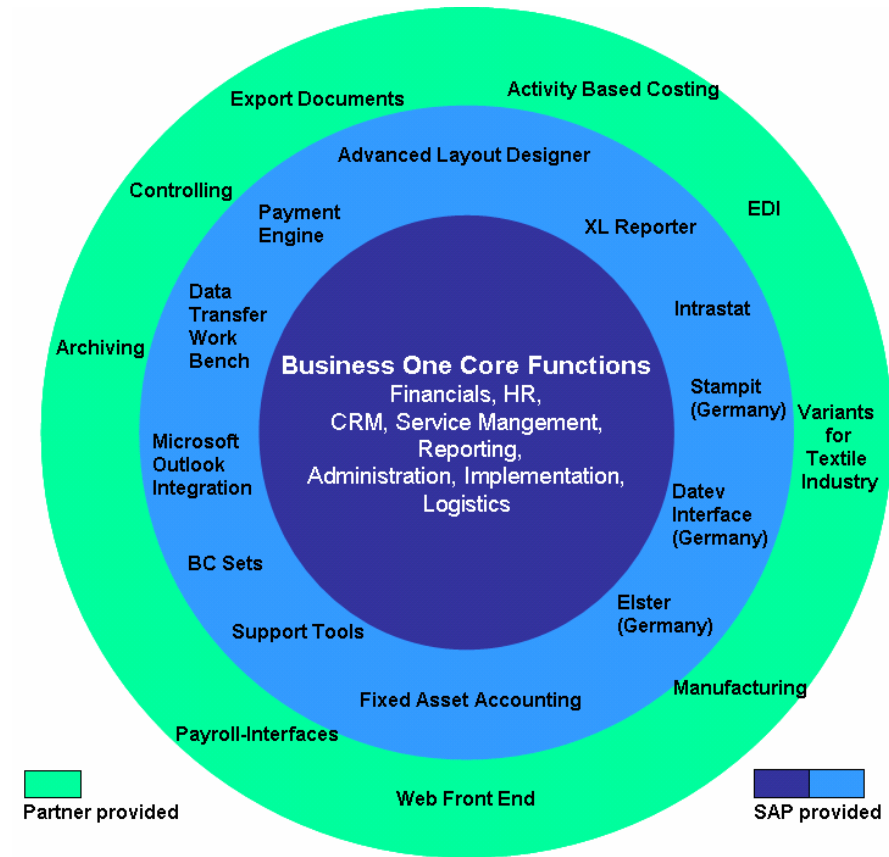 Export Documents
Activity Based Costing
Advanced Layout Designer
Controlling
Payment
Engine
XL Reporter
EDI
Data
Transfer
Work
Bench
Intrastat
Archiving
Business One Core Functions
Financials, HR,
CRM, Service Mangement,
Reporting,
Administration, Implementation,
Logistics
Stampit
(Germany)
Variants
for
Textile
Industry
Microsoft
Outlook
Integration
Datev
Interface
(Germany)
BC Sets
Elster
(Germany)
Support Tools
Manufacturing
Fixed Asset Accounting
Payroll-Interfaces
Web Front End
Partner provided
SAP provided